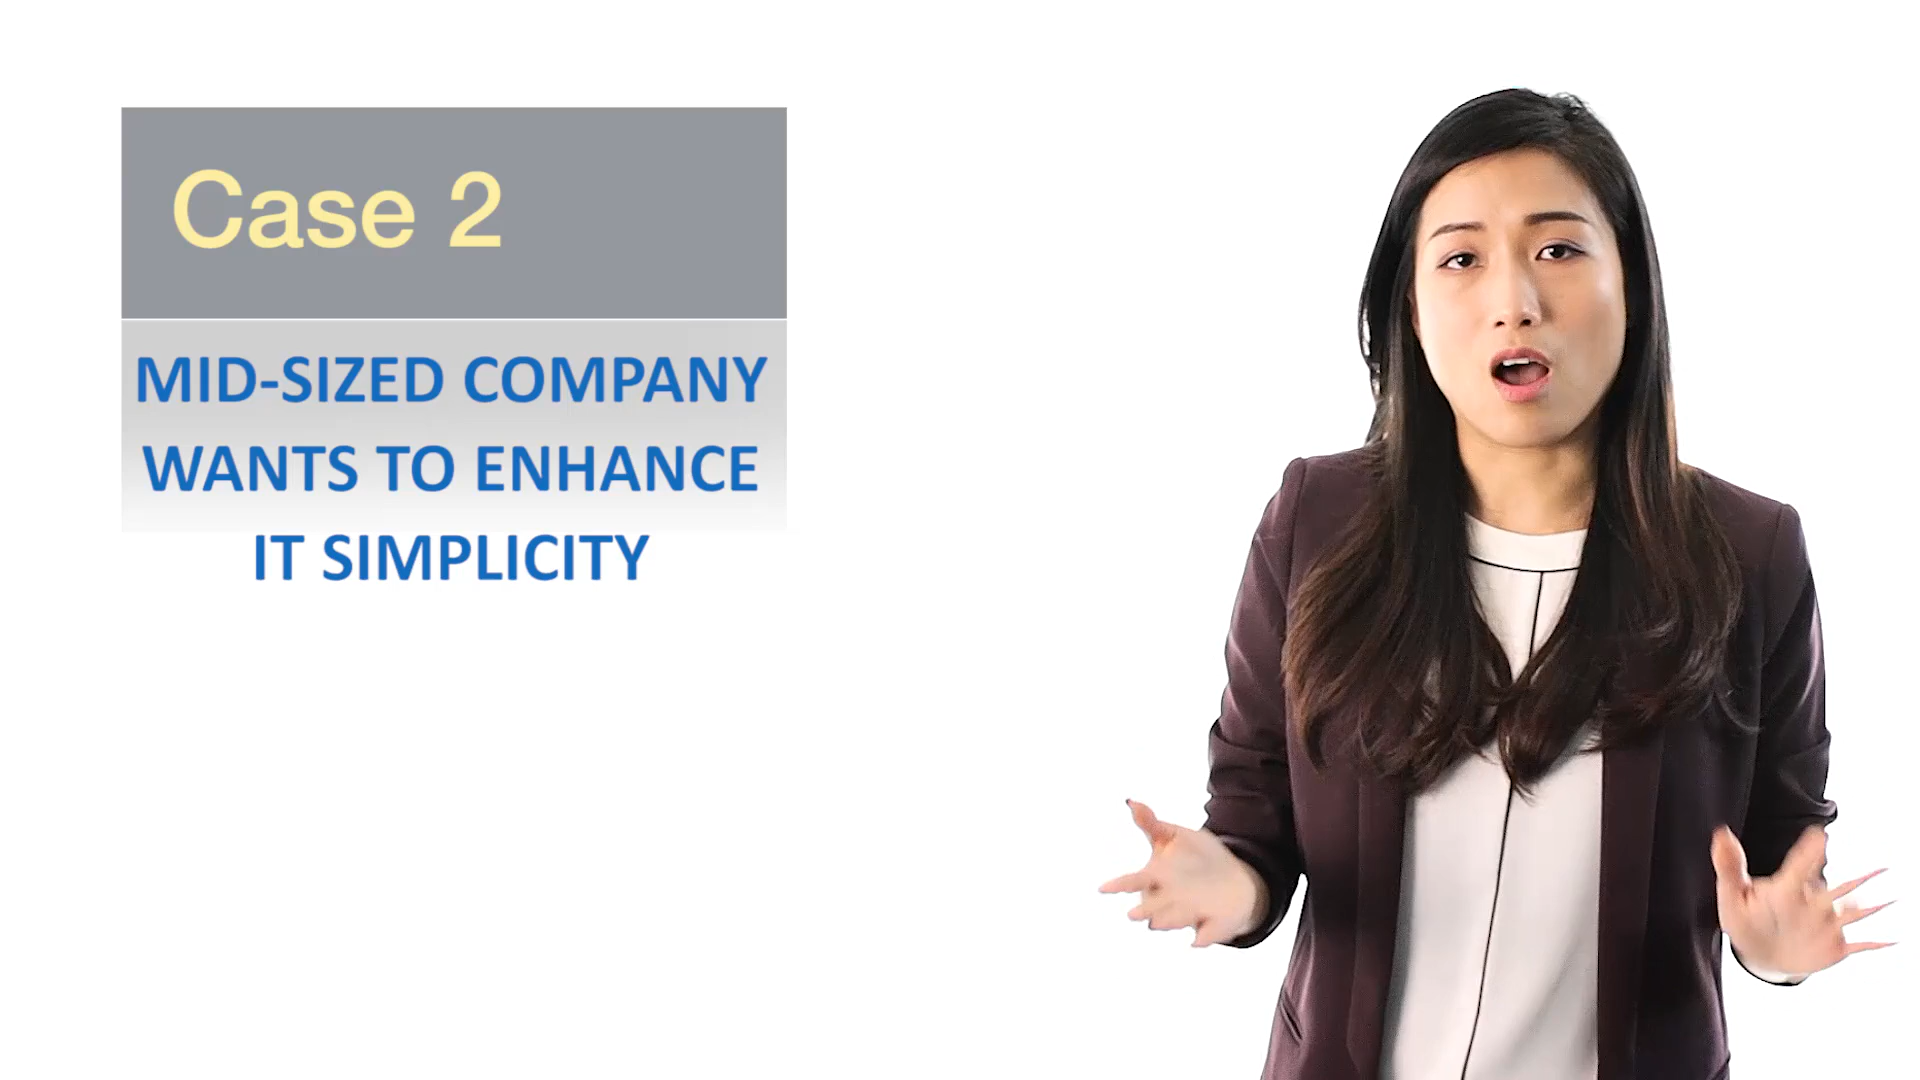 Case 2
MID-SIZED COMPANY
WANTS TO ENHANCE
IT SIMPLICITY